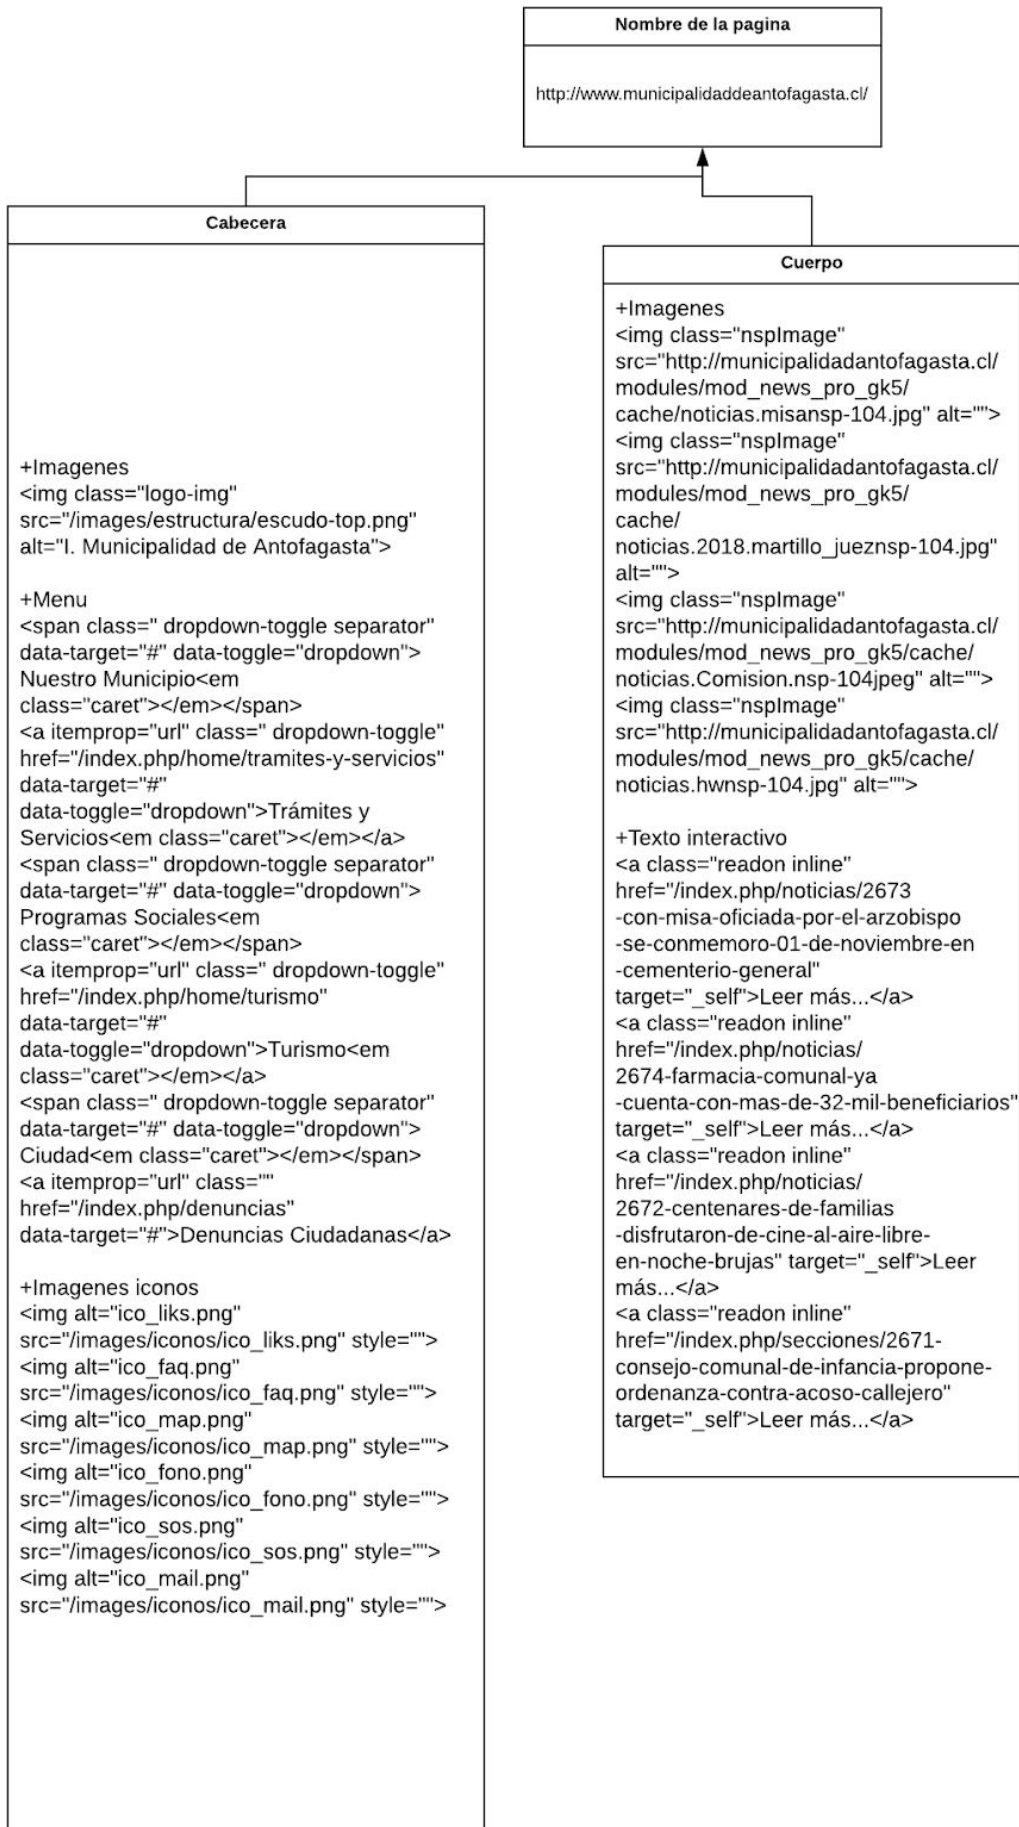 Nombre de la pagina
http://www.municipalidaddeantofagasta.cl/
Cabecera
+Imagenes
<img class="logo-img"
src="/images/estructura/escudo-top.png"
alt="I. Municipalidad de Antofagasta">
+Menu
<span class=" dropdown-toggle separator"
data-target="#" data-toggle="dropdown">
Nuestro Municipio<em
class="caret"></em></span>
<a itemprop="url" class=" dropdown-toggle"
href="/index.php/home/tramites-y-servicios"
data-target="#"
data-toggle="dropdown">Trámites y
Servicios<em class="caret"></em></a>
<span class=" dropdown-toggle separator"
data-target="#" data-toggle="dropdown">
Programas Sociales<em
class="caret"></em></span>
<a itemprop="url" class=" dropdown-toggle"
href="/index.php/home/turismo"
data-target="#"
data-toggle="dropdown">Turismo<em
class="caret"></em></a>
<span class=" dropdown-toggle separator"
data-target="#" data-toggle="dropdown">
Ciudad<em class="caret"></em></span>
<a itemprop="url" class=""
href="/index.php/denuncias"
data-target="#">Denuncias Ciudadanas</a>
+Imagenes iconos
<img alt="ico_liks.png"
src="/images/iconos/ico_liks.png" style="">
<img alt="ico_faq.png"
src="/images/iconos/ico_faq.png" style="">
<img alt="ico_map.png"
src="/images/iconos/ico_map.png" style="">
<img alt="ico_fono.png"
src="/images/iconos/ico_fono.png" style="">
<img alt="ico_sos.png"
src="/images/iconos/ico_sos.png" style="">
<img alt="ico_mail.png"
src="/images/iconos/ico_mail.png" style="">
Cuerpo
+Imagenes
<img class="nspImage"
src="http://municipalidadantofagasta.cl/
modules/mod_news_pro_gk5/
cache/noticias.misansp-104.jpg" alt="">
<img class="nspImage"
src="http://municipalidadantofagasta.cl/
modules/mod_news_pro_gk5/
cache/
noticias.2018.martillo_jueznsp-104.jpg"
alt="">
<img class="nspImage"
src="http://municipalidadantofagasta.cl/
modules/mod_news_pro_gk5/cache/
noticias.Comision.nsp-104jpeg" alt="">
<img class="nspImage"
src="http://municipalidadantofagasta.cl/
modules/mod_news_pro_gk5/cache/
noticias.hwnsp-104.jpg" alt="">
+Texto interactivo
<a class="readon inline"
href="/index.php/noticias/2673
-con-misa-oficiada-por-el-arzobispo
-se-conmemoro-01-de-noviembre-en
-cementerio-general"
target="_self">Leer más...</a>
<a class="readon inline"
href="/index.php/noticias/
2674-farmacia-comunal-ya
-cuenta-con-mas-de-32-mil-beneficiarios"
target="_self">Leer más...</a>
<a class="readon inline"
href="/index.php/noticias/
2672-centenares-de-familias
-disfrutaron-de-cine-al-aire-libre-
en-noche-brujas" target="_self">Leer
más...</a>
<a class="readon inline"
href="/index.php/secciones/2671-
consejo-comunal-de-infancia-propone-
ordenanza-contra-acoso-callejero"
target="_self">Leer más...</a>